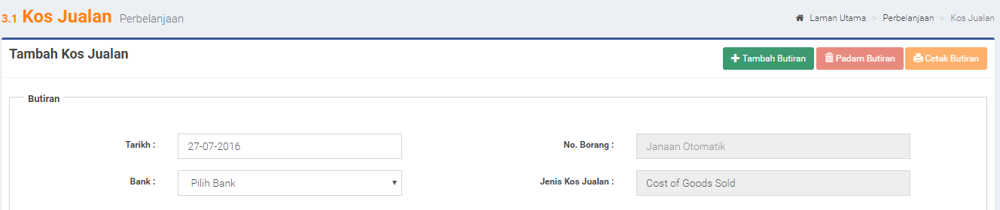 3.1 Kos Jualan Perbelanjaan
Laman Utama > Perbelanjaan > Kos Jualan
Tambah Kos Jualan
Tambah Butiran
Padam Butiran
Cetak Butiran
Butiran
Tarikh : 27-07-2016
No. Borang : Janaan Otomatik
Bank : Pilih Bank
Jenis Kos Jualan : Cost of Goods Sold